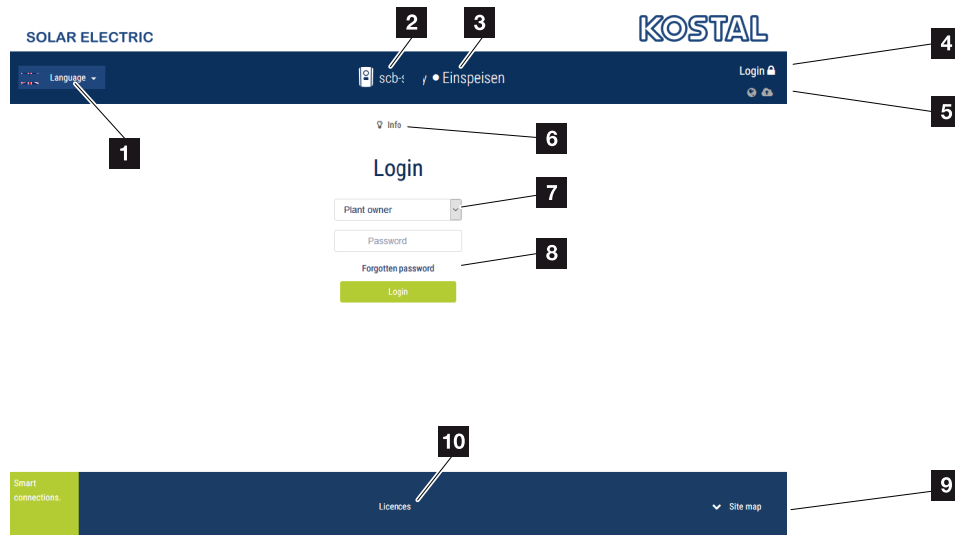 2 3
SOLAR ELECTRIC KOSTAL
4
Language Einspeisen Login
5
Info
6
1
Login
7
Plant owner
Password
8
Forgotten password
Login
10
Smart
connections.
9
Licences Site map